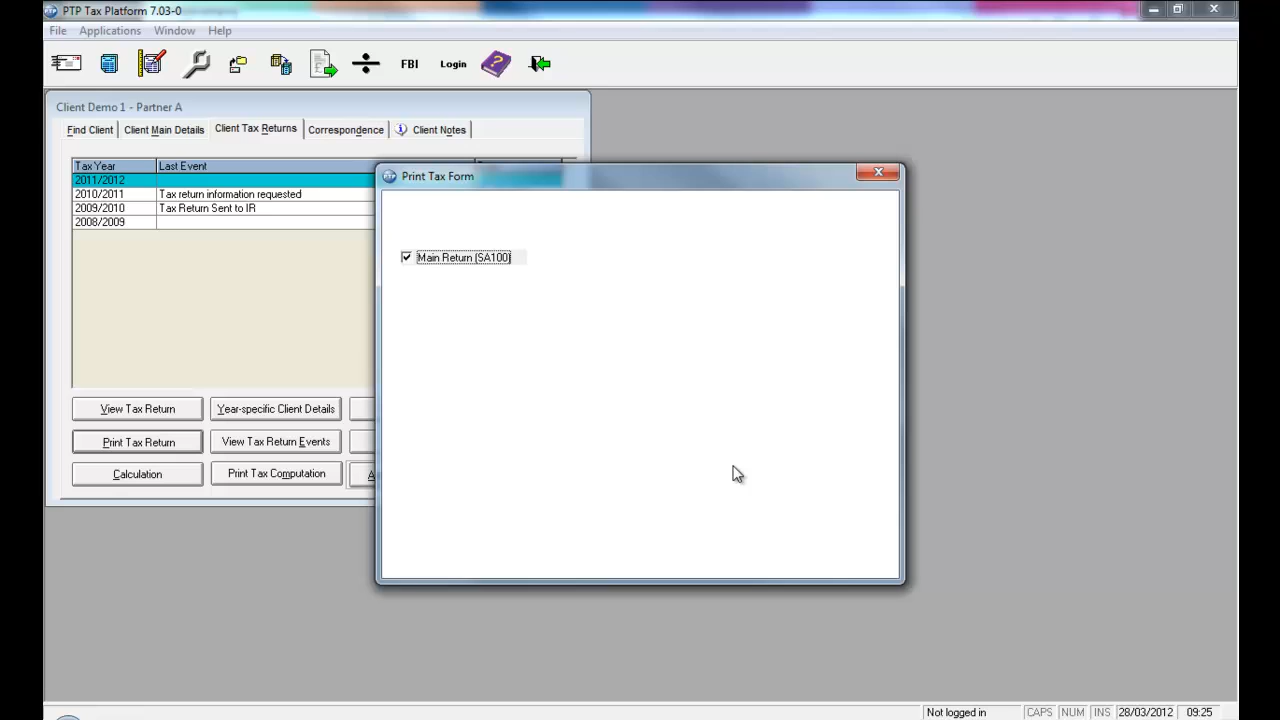 PTP Tax Platform 7.03-0
File Applications Window Help
FBI Login
Client Demo 1 - Partner A
Find Client Client Main Details Client Tax Returns Correspondence Client Notes
Tax Year Last Event
2011/2012
2010/2011 Tax return information requested
2009/2010 Tax Return Sent to IR
2008/2009
Print Tax Form
Main Return (SA100)
View Tax Return Year-specific Client Details
Print Tax Return View Tax Return Events
Calculation Print Tax Computation A
Not logged in CAPS NUM INS 28/03/2012 09:25